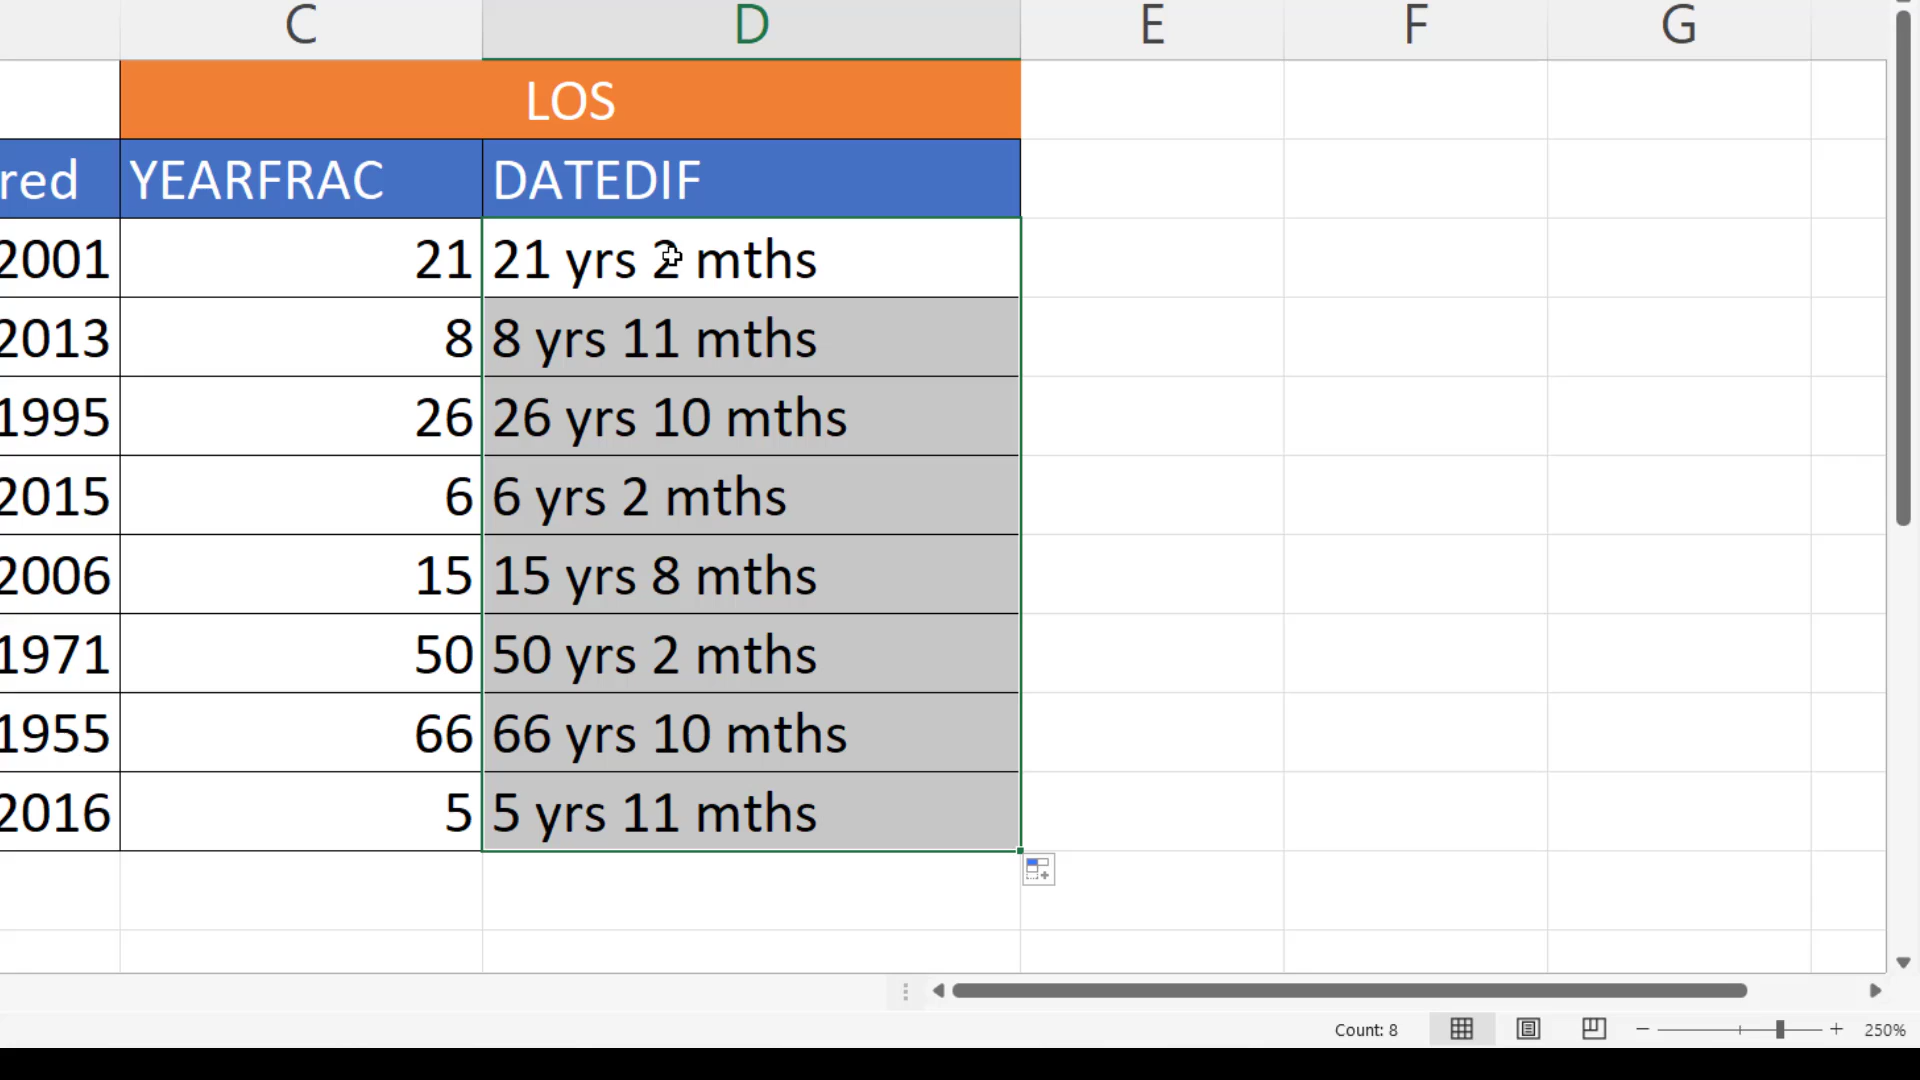 C D E F G
LOS
red YEARFRAC DATEDIF
2001 21 21 yrs 2 mths
2013 8 8 yrs 11 mths
1995 26 26 yrs 10 mths
2015 6 6 yrs 2 mths
2006 15 15 yrs 8 mths
1971 50 50 yrs 2 mths
1955 66 66 yrs 10 mths
2016 5 5 yrs 11 mths
Count: 8 250%